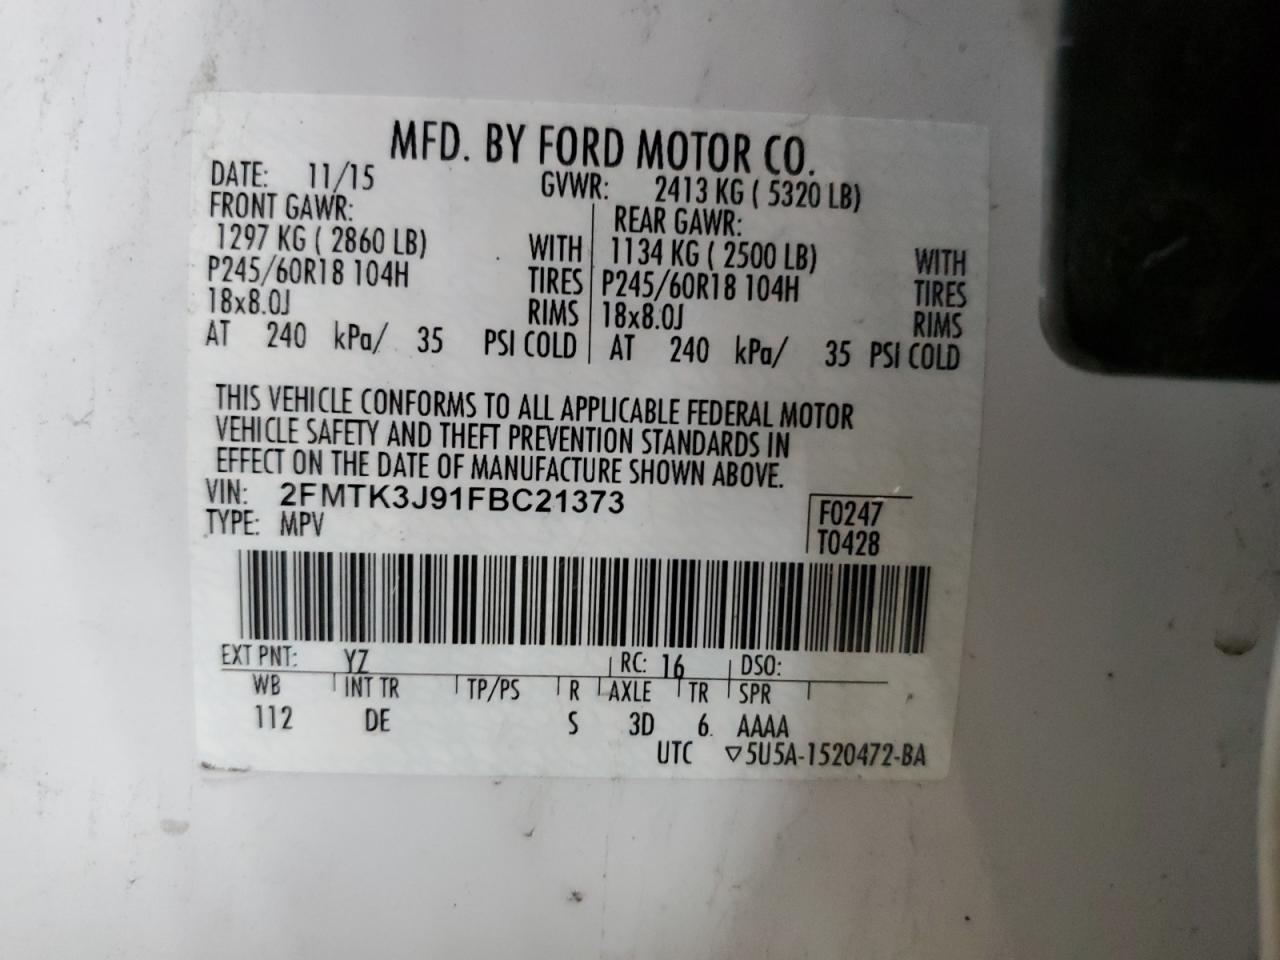 MFD. BY FORD MOTOR CO.
DATE: 11/15 GVWR: 2413 KG ( 5320 LB)
FRONT GAWR: REAR GAWR:
1297 KG ( 2860 LB) WITH 1134 KG ( 2500 LB) WITH
P245/60R18 104H TIRES P245/60R18 104H TIRES
18x8.0J RIMS 18x8.0J RIMS
AT 240 kPa/ 35 PSI COLD AT 240 kPa/ 35 PSI COLD
THIS VEHICLE CONFORMS TO ALL APPLICABLE FEDERAL MOTOR
VEHICLE SAFETY AND THEFT PREVENTION STANDARDS IN
EFFECT ON THE DATE OF MANUFACTURE SHOWN ABOVE.
VIN: 2FMTK3J91FBC21373 F0247
TYPE: MPV T0428
EXT PNT: YZ RC: 16 DSO:
WB INT TR TP/PS R AXLE TR SPR
112 DE S 3D 6 AAAA
UTC ▽5U5A-1520472-BA